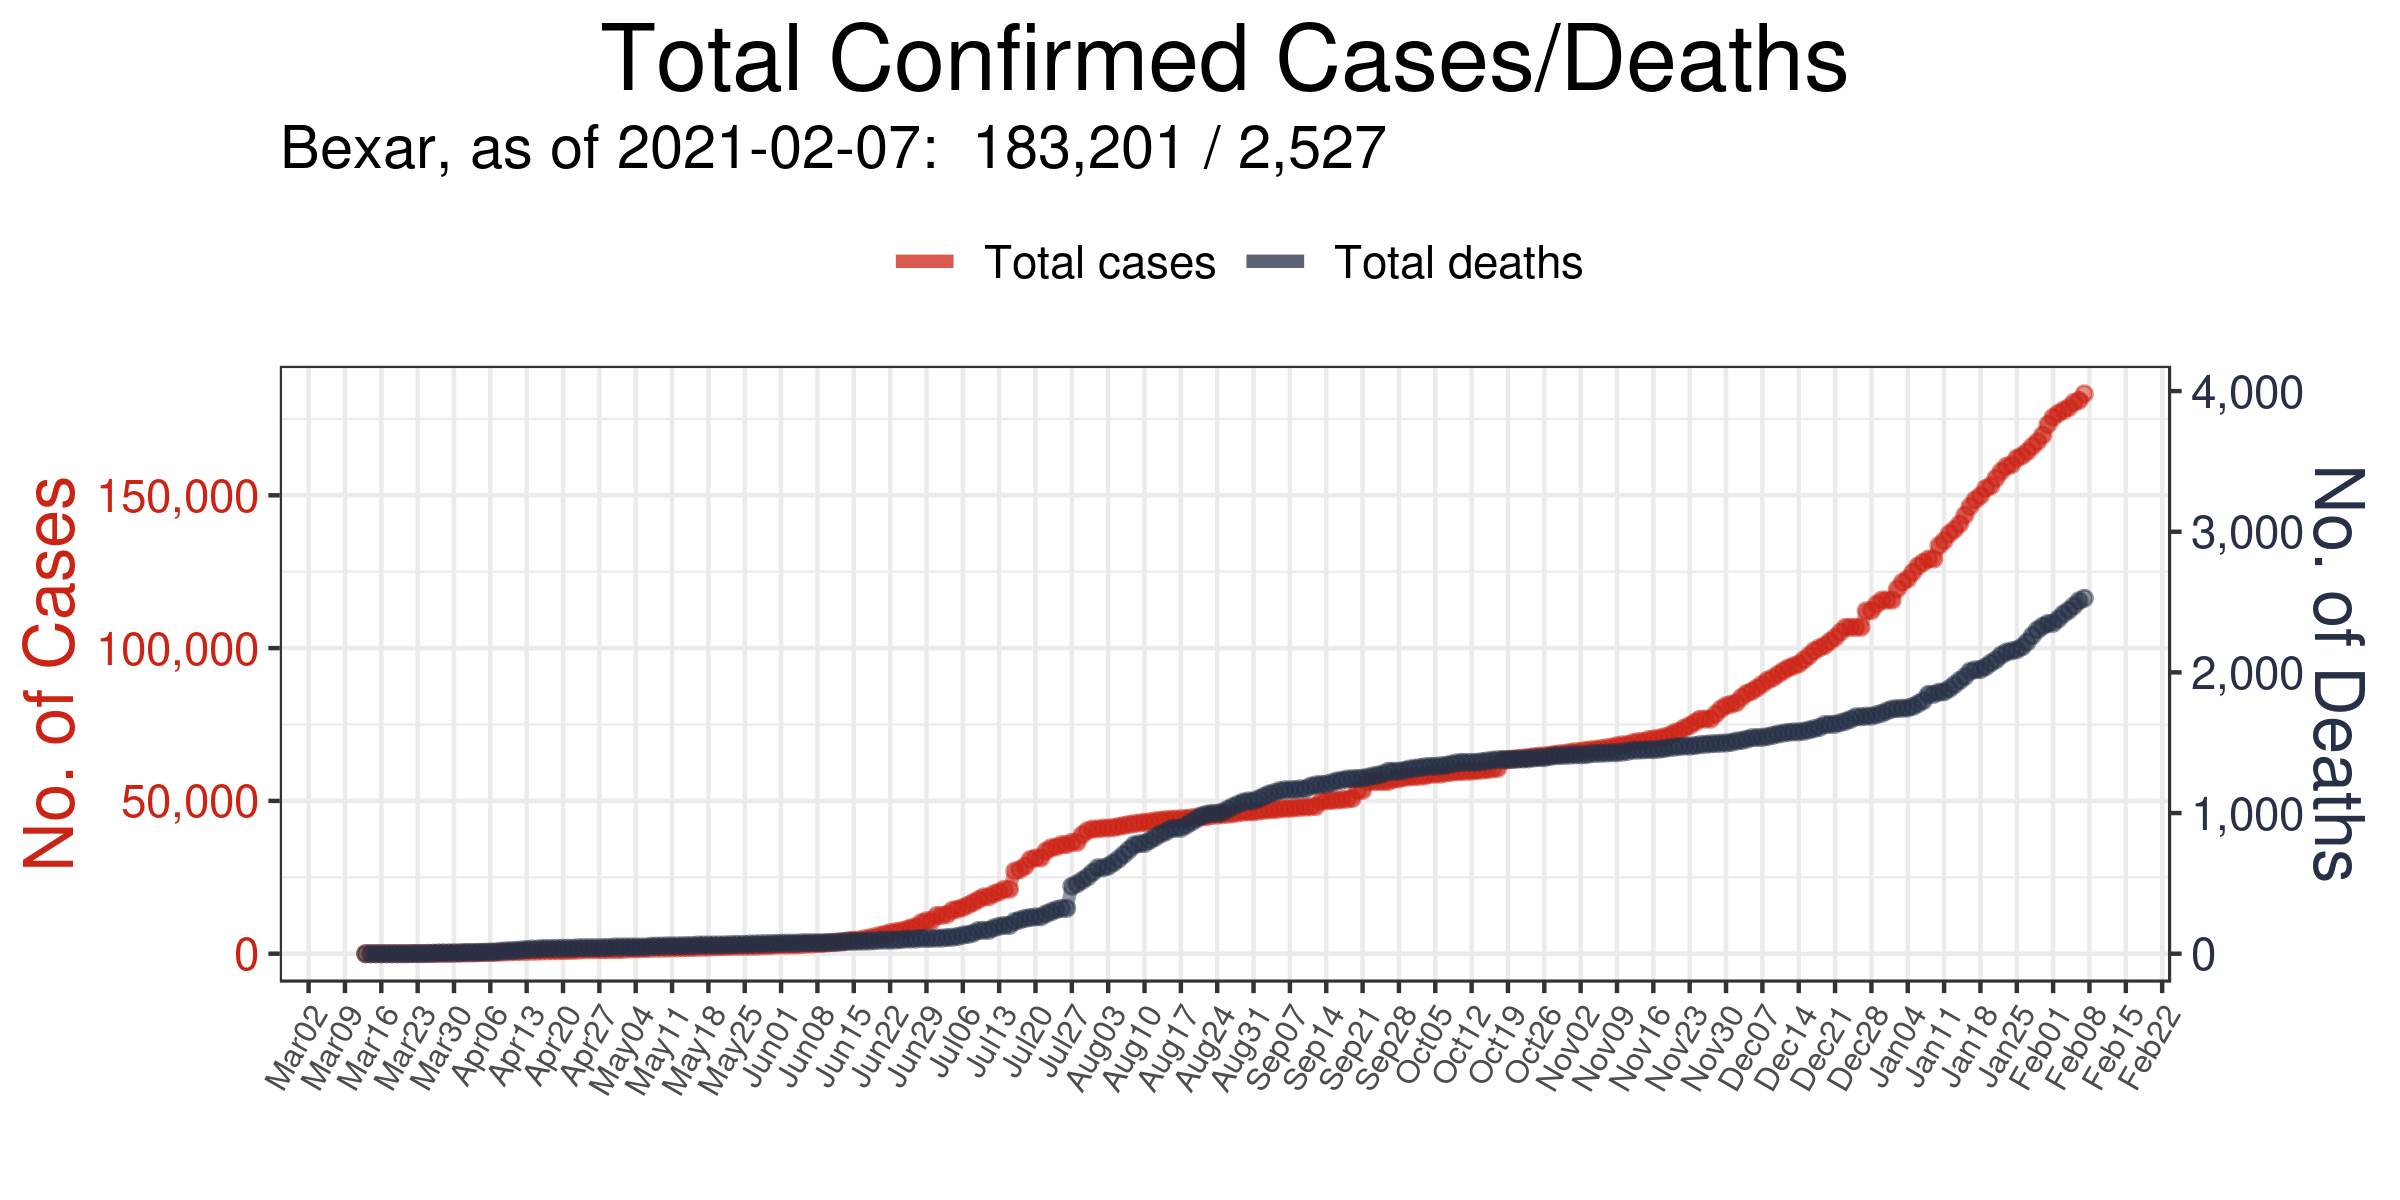 Total Confirmed Cases/Deaths
Bexar, as of 2021-02-07:  183,201 / 2,527
Total cases
Total deaths
No. of Cases
150,000
100,000
50,000
0
4,000
3,000
2,000
1,000
0
No. of Deaths
Mar02
Mar09
Mar16
Mar23
Mar30
Apr06
Apr13
Apr20
Apr27
May04
May11
May18
May25
Jun01
Jun08
Jun15
Jun22
Jun29
Jul06
Jul13
Jul20
Jul27
Aug03
Aug10
Aug17
Aug24
Aug31
Sep07
Sep14
Sep21
Sep28
Oct05
Oct12
Oct19
Oct26
Nov02
Nov09
Nov16
Nov23
Nov30
Dec07
Dec14
Dec21
Dec28
Jan04
Jan11
Jan18
Jan25
Feb01
Feb08
Feb15
Feb22